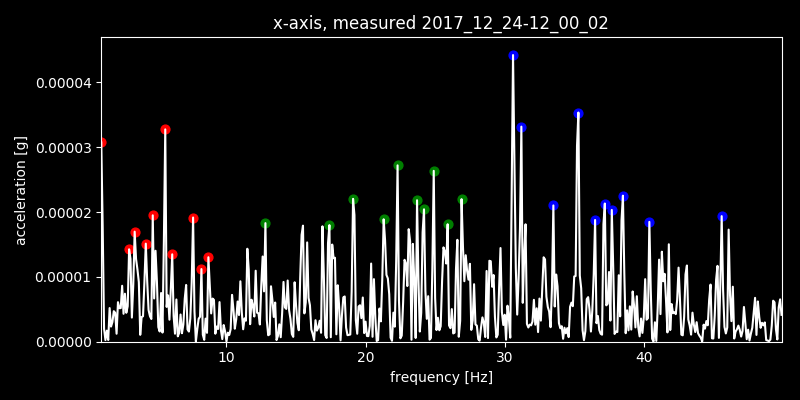 x-axis, measured 2017_12_24-12_00_02
0.00004
0.00003
0.00002
0.00001
0.00000
acceleration [g]
10 20 30 40
frequency [Hz]